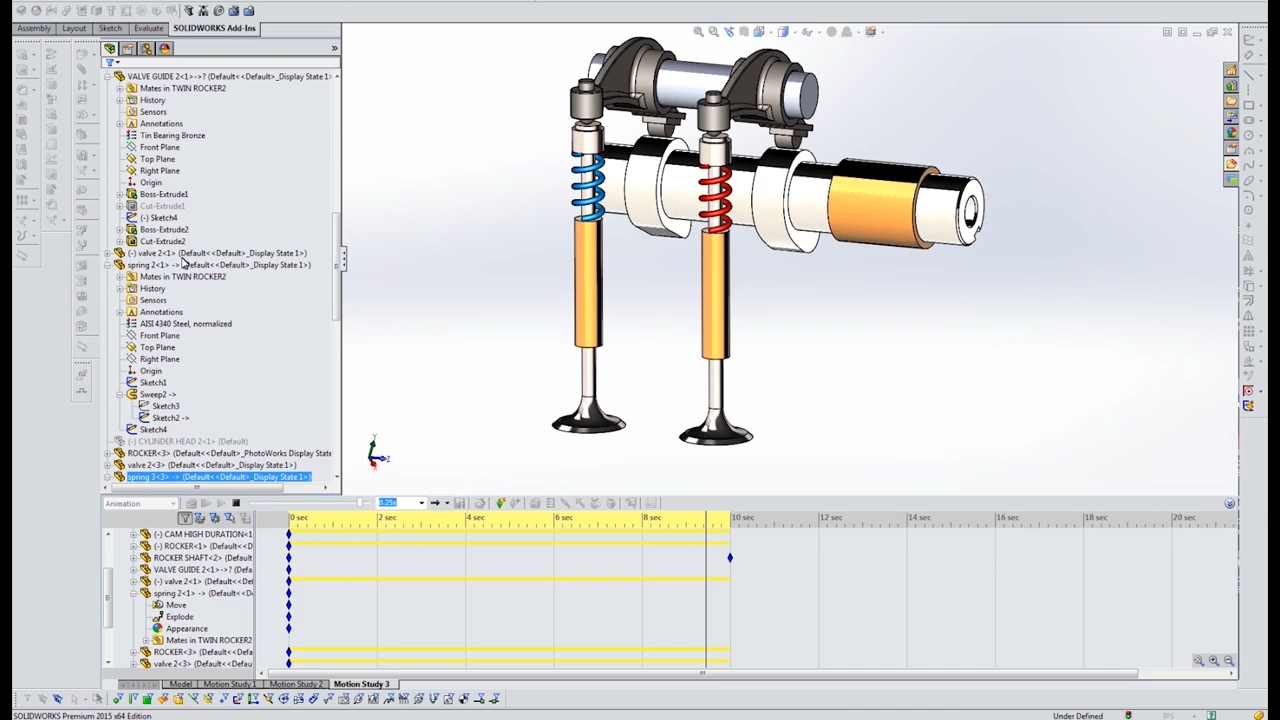 Assembly Layout Sketch Evaluate SOLIDWORKS Add-Ins
VALVE GUIDE 2<1>->? (Default<<Default>_Display State 1>
Mates in TWIN ROCKER2
History
Sensors
Annotations
Tin Bearing Bronze
Front Plane
Top Plane
Right Plane
Origin
Boss-Extrude1
Cut-Extrude1
(-) Sketch4
Boss-Extrude2
Cut-Extrude2
(-) valve 2<1> (Default<<Default>_Display State 1>)
spring 2<1> -> (Default<<Default>_Display State 1>)
Mates in TWIN ROCKER2
History
Sensors
Annotations
AISI 4340 Steel, normalized
Front Plane
Top Plane
Right Plane
Origin
Sketch1
Sweep2 ->
Sketch3
Sketch2 ->
Sketch4
(-) CYLINDER HEAD 2<1> (Default)
ROCKER<3> (Default<<Default>_PhotoWorks Display State
valve 2<3> (Default<<Default>_Display State 1>)
spring 3<3> -> (Default<<Default>_Display State 1>)
Animation
0 sec 2 sec 4 sec 6 sec 8 sec 10 sec 12 sec 14 sec 16 sec 18 sec 20 sec
(-) CAM HIGH DURATION<1
(-) ROCKER<1> (Default<<D
ROCKER SHAFT<2> (Default
VALVE GUIDE 2<1>->? (Defau
(-) valve 2<1> (Default<<Defa
spring 2<1> -> (Default<<De
Move
Explode
Appearance
Mates in TWIN ROCKER2
ROCKER<3> (Default<<Defau
valve 2<3> (Default<<Defau
Model Motion Study 1 Motion Study 2 Motion Study 3
SOLIDWORKS Premium 2015 x64 Edition Under Defined IPS